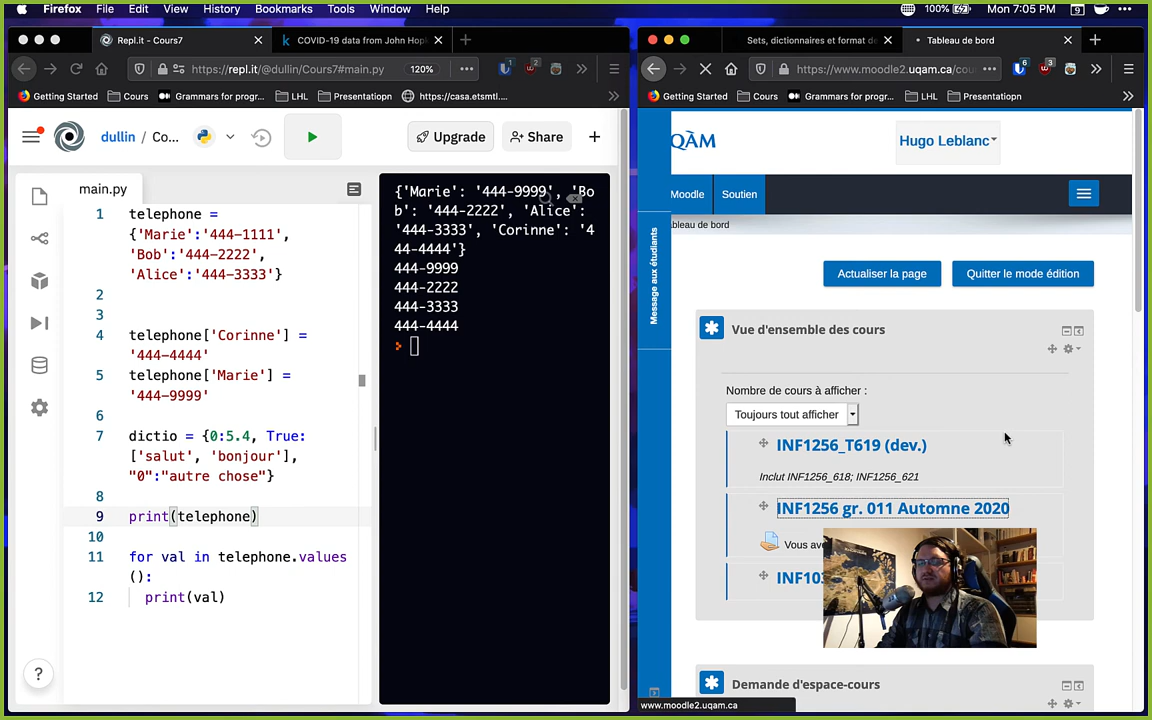 Firefox File Edit View History Bookmarks Tools Window Help 100% Mon 7:05 PM 9
Repl.it - Cours7
COVID-19 data from John Hopk
Sets, dictionnaires et format de
Tableau de bord
https://repl.it/@dullin/Cours7#main.py 120%
https://www.moodle2.uqam.ca/cou
Getting Started Cours Grammars for progr... LHL Presentatiopn https://casa.etsmtl....
Getting Started Cours Grammars for progr... LHL Presentatiopn
dullin / Co... Upgrade Share
main.py
1 telephone =
{'Marie':'444-1111',
'Bob':'444-2222',
'Alice':'444-3333'}
2
3
4 telephone['Corinne'] =
'444-4444'
5 telephone['Marie'] =
'444-9999'
6
7 dictio = {0:5.4, True:
['salut', 'bonjour'],
"0":"autre chose"}
8
9 print(telephone)
10
11 for val in telephone.values
():
12 print(val)
?
{'Marie': '444-9999', 'Bo
b': '444-2222', 'Alice':
'444-3333', 'Corinne': '4
44-4444'}
444-9999
444-2222
444-3333
444-4444
QÀM
Hugo Leblanc
Moodle Soutien
bleau de bord
Message aux étudiants
Actualiser la page Quitter le mode édition
Vue d'ensemble des cours
Nombre de cours à afficher :
Toujours tout afficher
INF1256_T619 (dev.)
Inclut INF1256_618; INF1256_621
INF1256 gr. 011 Automne 2020
Vous ave
INF103
Demande d'espace-cours
www.moodle2.uqam.ca